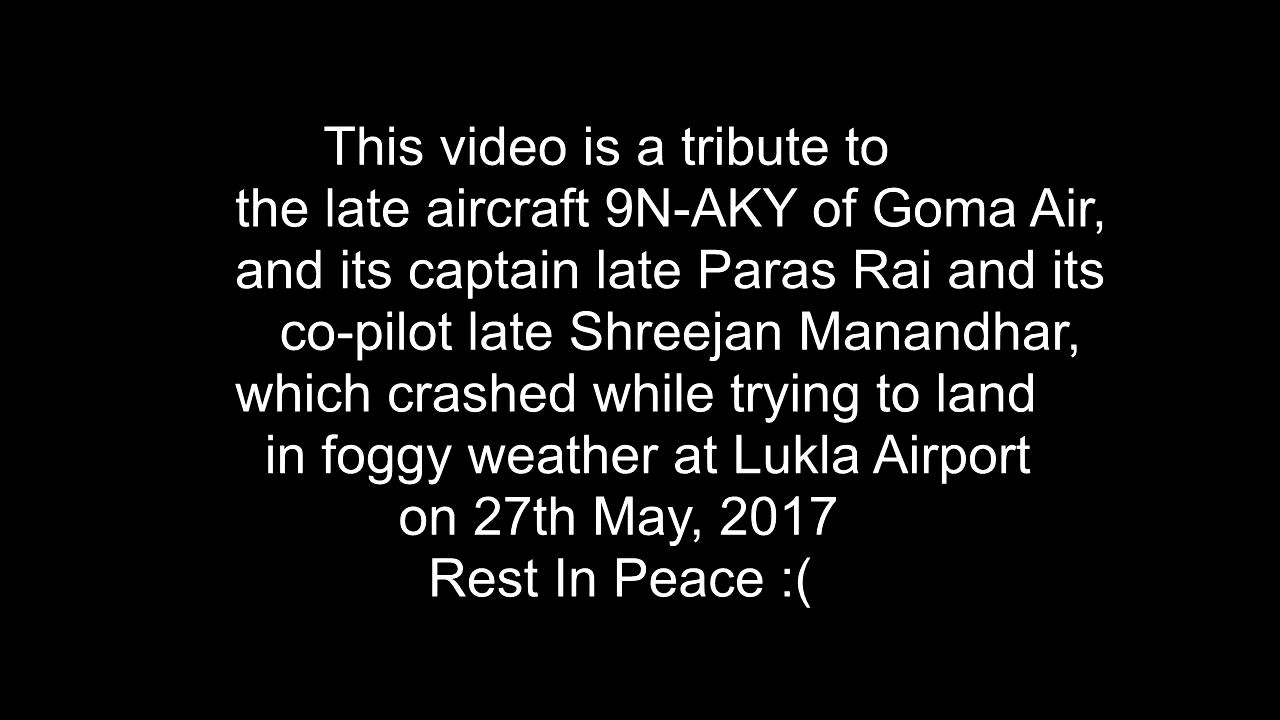 This video is a tribute to
the late aircraft 9N-AKY of Goma Air,
and its captain late Paras Rai and its
co-pilot late Shreejan Manandhar,
which crashed while trying to land
in foggy weather at Lukla Airport
on 27th May, 2017
Rest In Peace :(